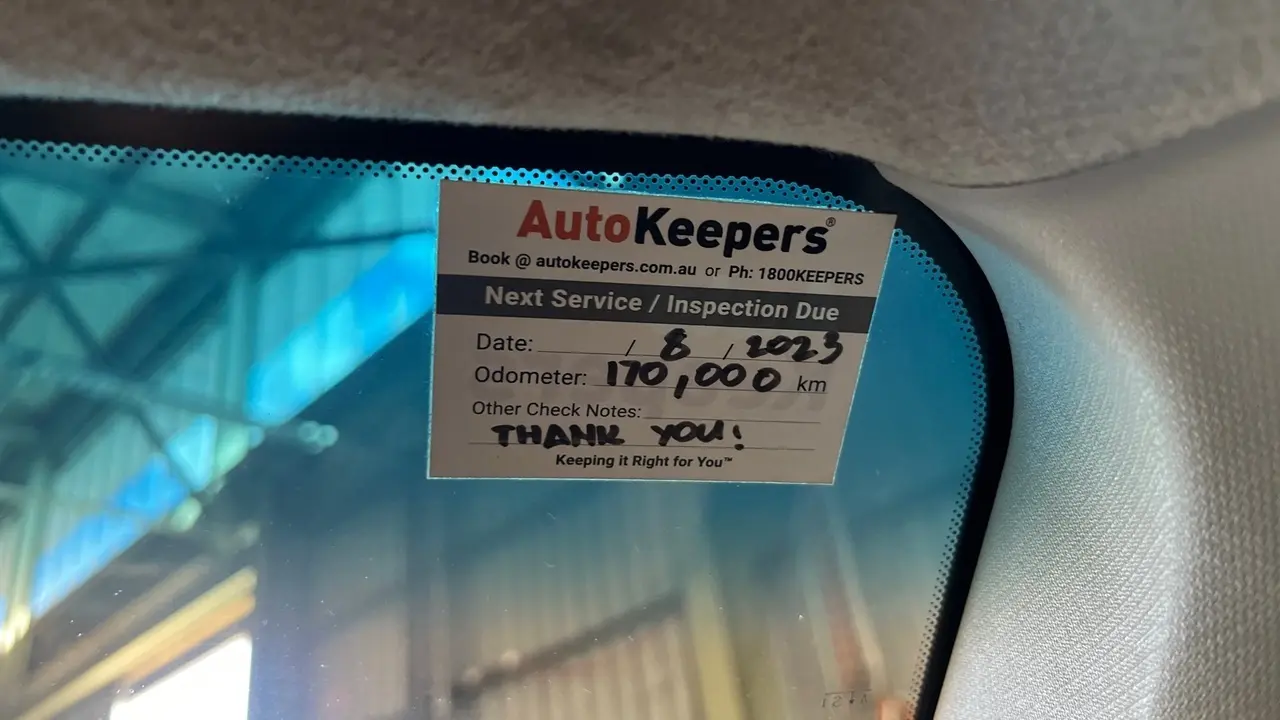 AutoKeepers®
Book @ autokeepers.com.au or Ph: 1800KEEPERS
Next Service / Inspection Due
Date: / 8 / 2023
Odometer: 170,000 km
Other Check Notes:
THANK YOU!
Keeping it Right for You™